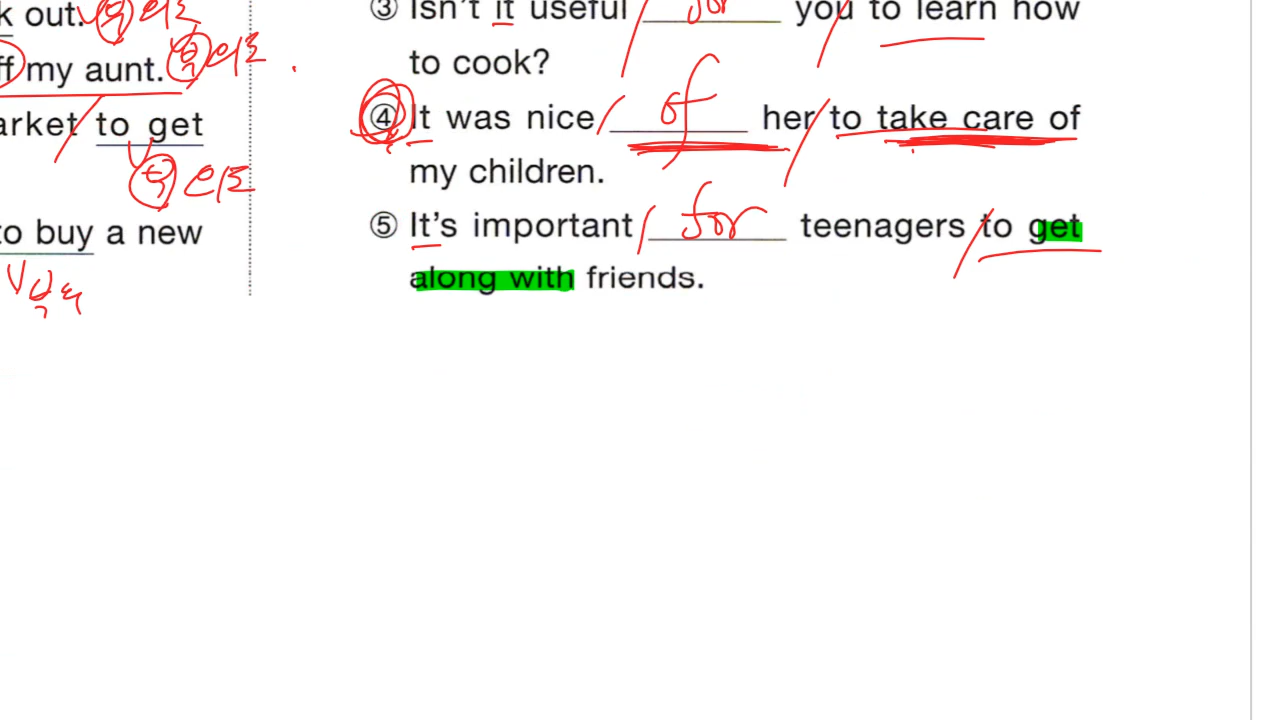 k out.
ff my aunt.
arket to get
to buy a new
③ Isn't it useful for you to learn how
to cook?
④ It was nice of her to take care of
my children.
⑤ It's important for teenagers to get
along with friends.